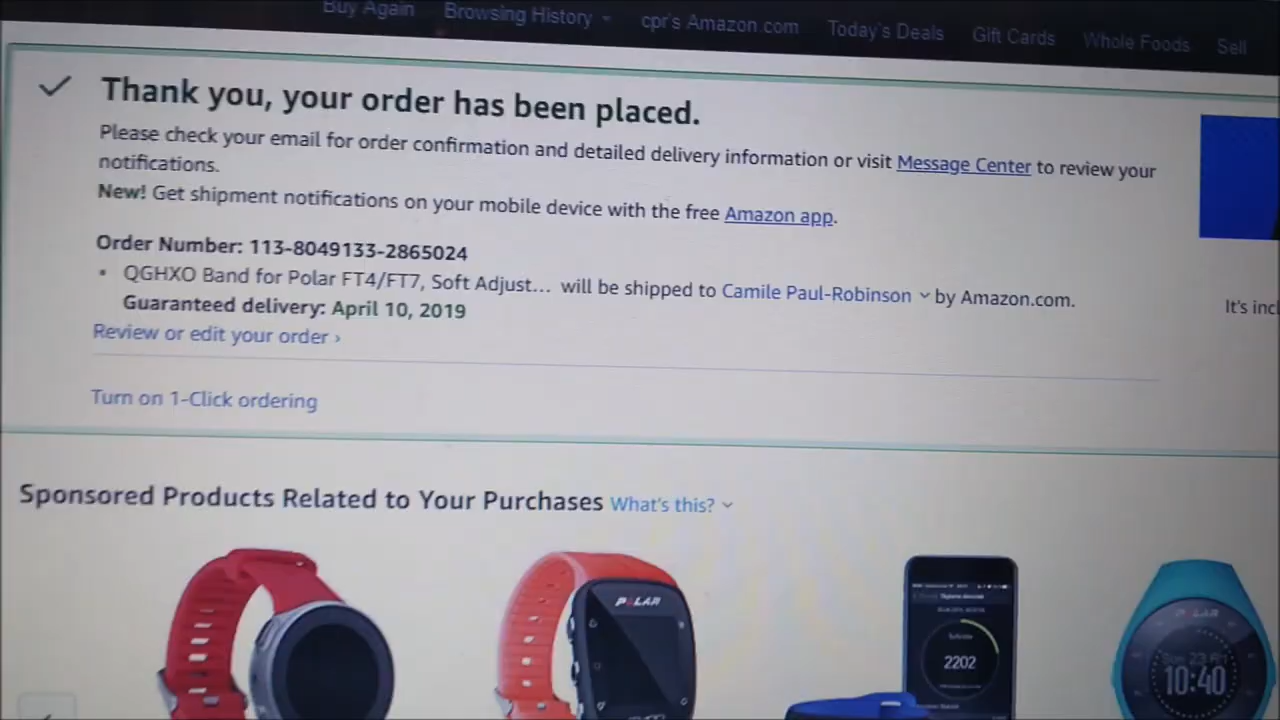 Buy Again Browsing History cpr's Amazon.com Today's Deals Gift Cards Whole Foods Sell
Thank you, your order has been placed.
Please check your email for order confirmation and detailed delivery information or visit Message Center to review your
notifications.
New! Get shipment notifications on your mobile device with the free Amazon app.
Order Number: 113-8049133-2865024
• QGHXO Band for Polar FT4/FT7, Soft Adjust... will be shipped to Camile Paul-Robinson by Amazon.com.
Guaranteed delivery: April 10, 2019
It's incl
Review or edit your order ›
Turn on 1-Click ordering
Sponsored Products Related to Your Purchases What's this?
POLAR
2202
POLAR
10:40